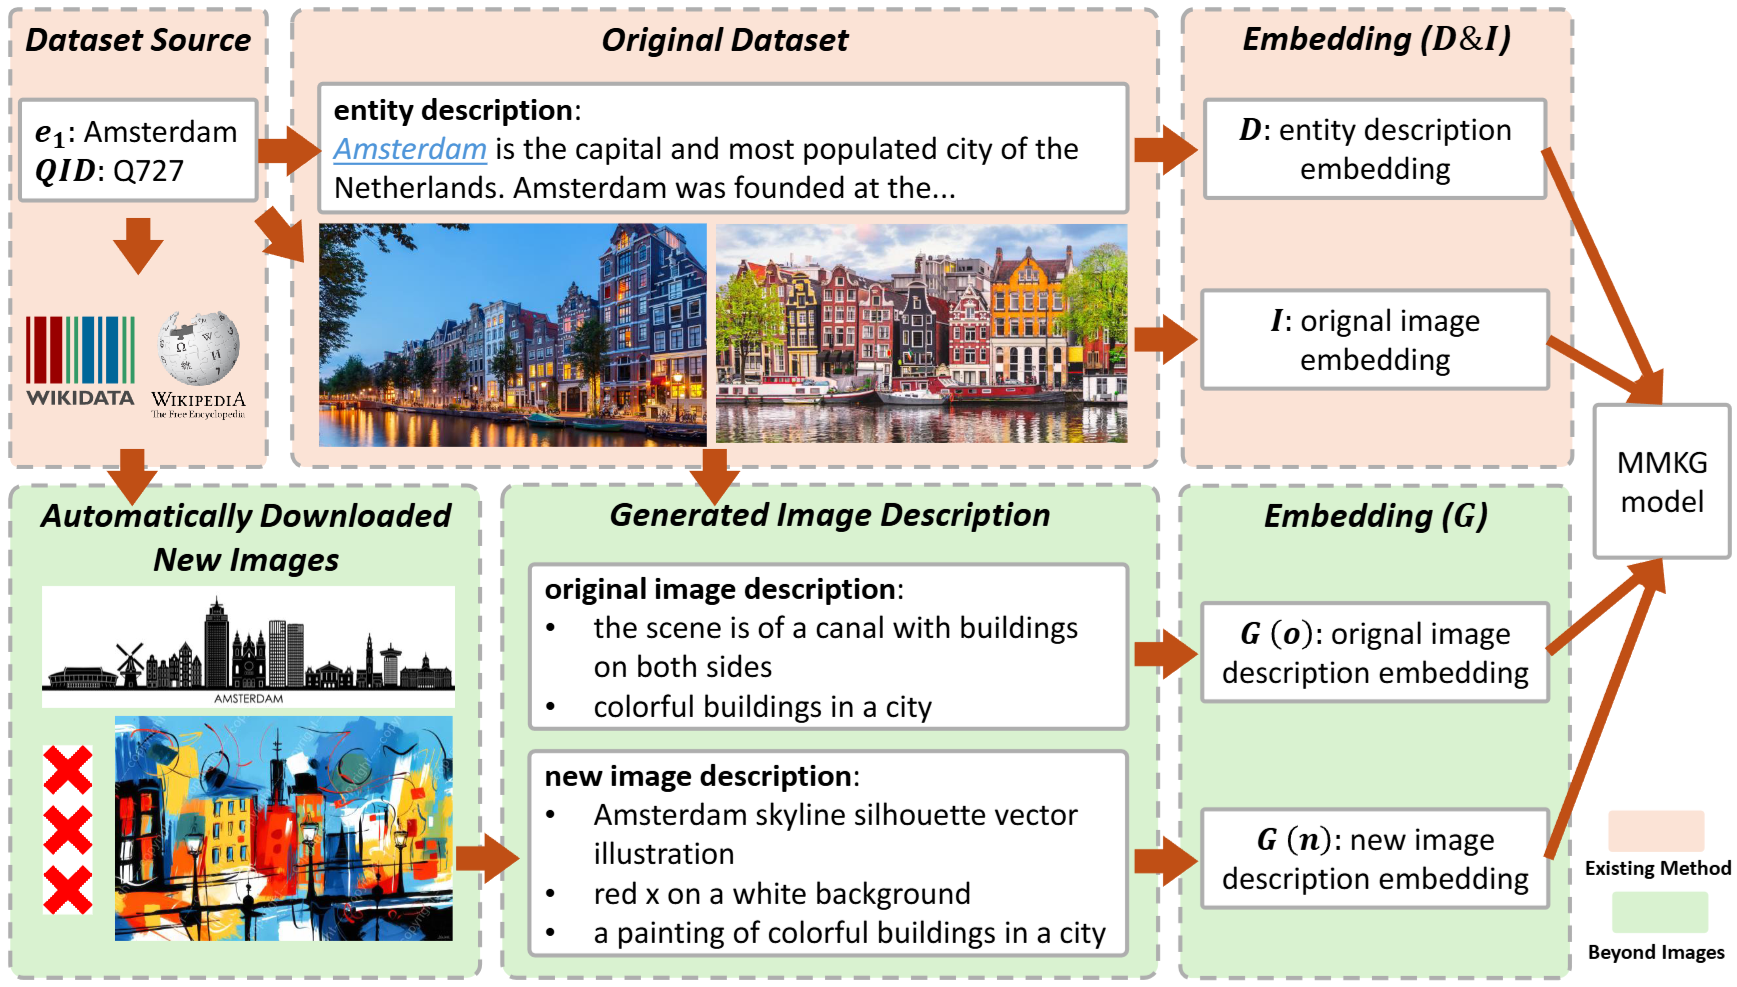 Dataset Source
e₁: Amsterdam
QID: Q727
WIKIDATA
WIKIPEDIA
The Free Encyclopedia
Original Dataset
entity description:
Amsterdam is the capital and most populated city of the
Netherlands. Amsterdam was founded at the...
Embedding (D&I)
D: entity description
embedding
I: orignal image
embedding
MMKG
model
Automatically Downloaded
New Images
AMSTERDAM
Generated Image Description
original image description:
• the scene is of a canal with buildings
on both sides
• colorful buildings in a city
new image description:
• Amsterdam skyline silhouette vector
illustration
• red x on a white background
• a painting of colorful buildings in a city
Embedding (G)
G (o): orignal image
description embedding
G (n): new image
description embedding
Existing Method
Beyond Images